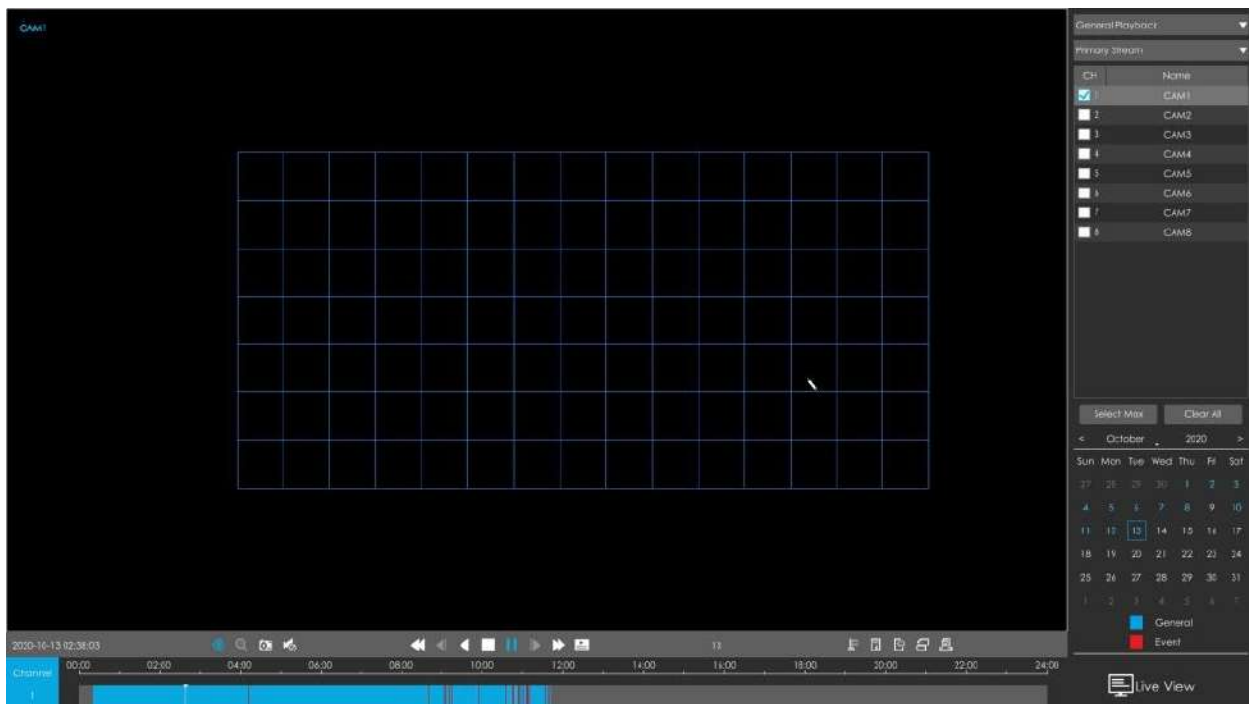 CAM1
General Playback
Primary Stream
CH Name
1 CAM1
2 CAM2
3 CAM3
4 CAM4
5 CAM5
6 CAM6
7 CAM7
8 CAM8
Select Max Clear All
< October 2020 >
Sun Mon Tue Wed Thu Fri Sat
27 28 29 30 1 2 3
4 5 6 7 8 9 10
11 12 13 14 15 16 17
18 19 20 21 22 23 24
25 26 27 28 29 30 31
1 2 3 4 5 6 7
General
Event
2020-10-13 02:38:03
Channel 00:00 02:00 04:00 06:00 08:00 10:00 12:00 14:00 16:00 18:00 20:00 22:00 24:00
1
Live View